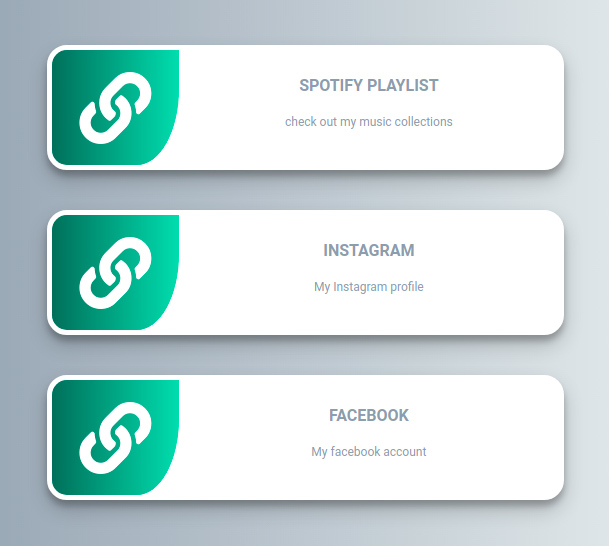 SPOTIFY PLAYLIST
check out my music collections
INSTAGRAM
My Instagram profile
FACEBOOK
My facebook account